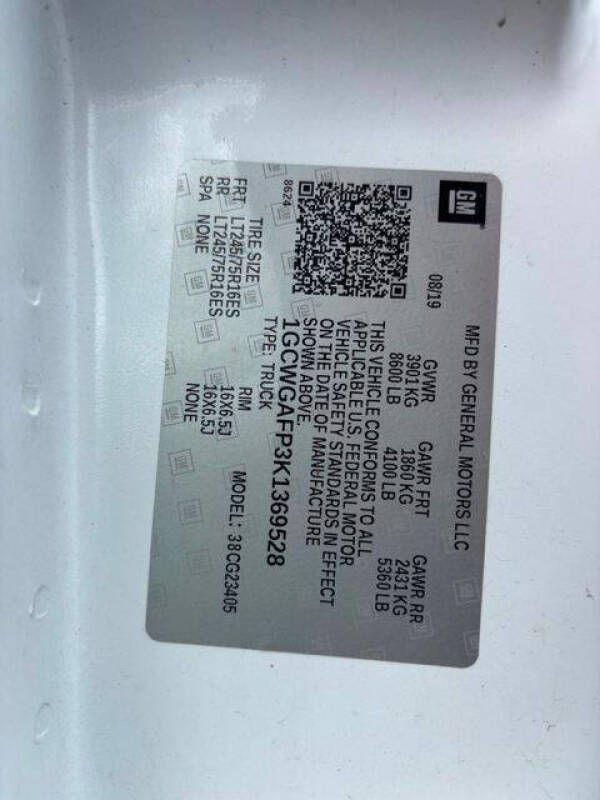 GM
MFD BY GENERAL MOTORS LLC
08/19
GVWR GAWR FRT GAWR RR
3901 KG 1860 KG 2431 KG
8600 LB 4100 LB 5360 LB
THIS VEHICLE CONFORMS TO ALL
APPLICABLE U.S. FEDERAL MOTOR
VEHICLE SAFETY STANDARDS IN EFFECT
ON THE DATE OF MANUFACTURE
SHOWN ABOVE.
8624
1GCWGAFP3K1369528
TYPE: TRUCK
MODEL: 38CG23405
TIRE SIZE RIM
FRT LT245/75R16ES 16X6.5J
RR LT245/75R16ES 16X6.5J
SPA NONE NONE